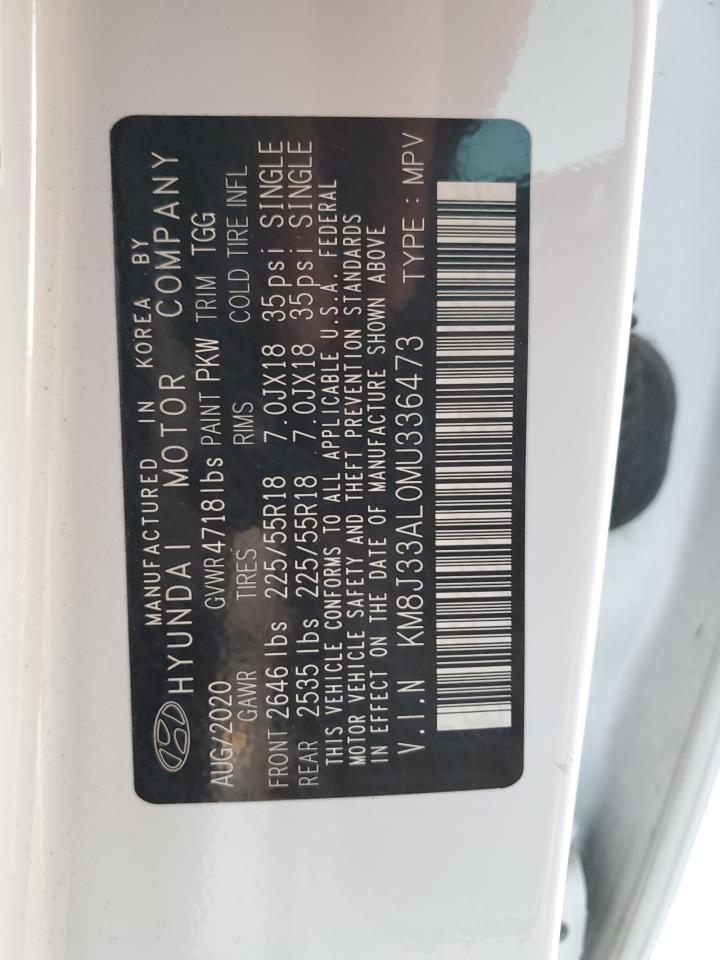 MANUFACTURED IN KOREA BY
HYUNDAI MOTOR COMPANY
AUG/2020 GVWR 4718 lbs PAINT PKW TRIM TGG
GAWR TIRES RIMS COLD TIRE INFL
FRONT 2646 lbs 225/55R18 7.0JX18 35psi SINGLE
REAR 2535 lbs 225/55R18 7.0JX18 35psi SINGLE
THIS VEHICLE CONFORMS TO ALL APPLICABLE U.S.A. FEDERAL
MOTOR VEHICLE SAFETY AND THEFT PREVENTION STANDARDS
IN EFFECT ON THE DATE OF MANUFACTURE SHOWN ABOVE
V.I.N KM8J33AL0MU336473 TYPE : MPV